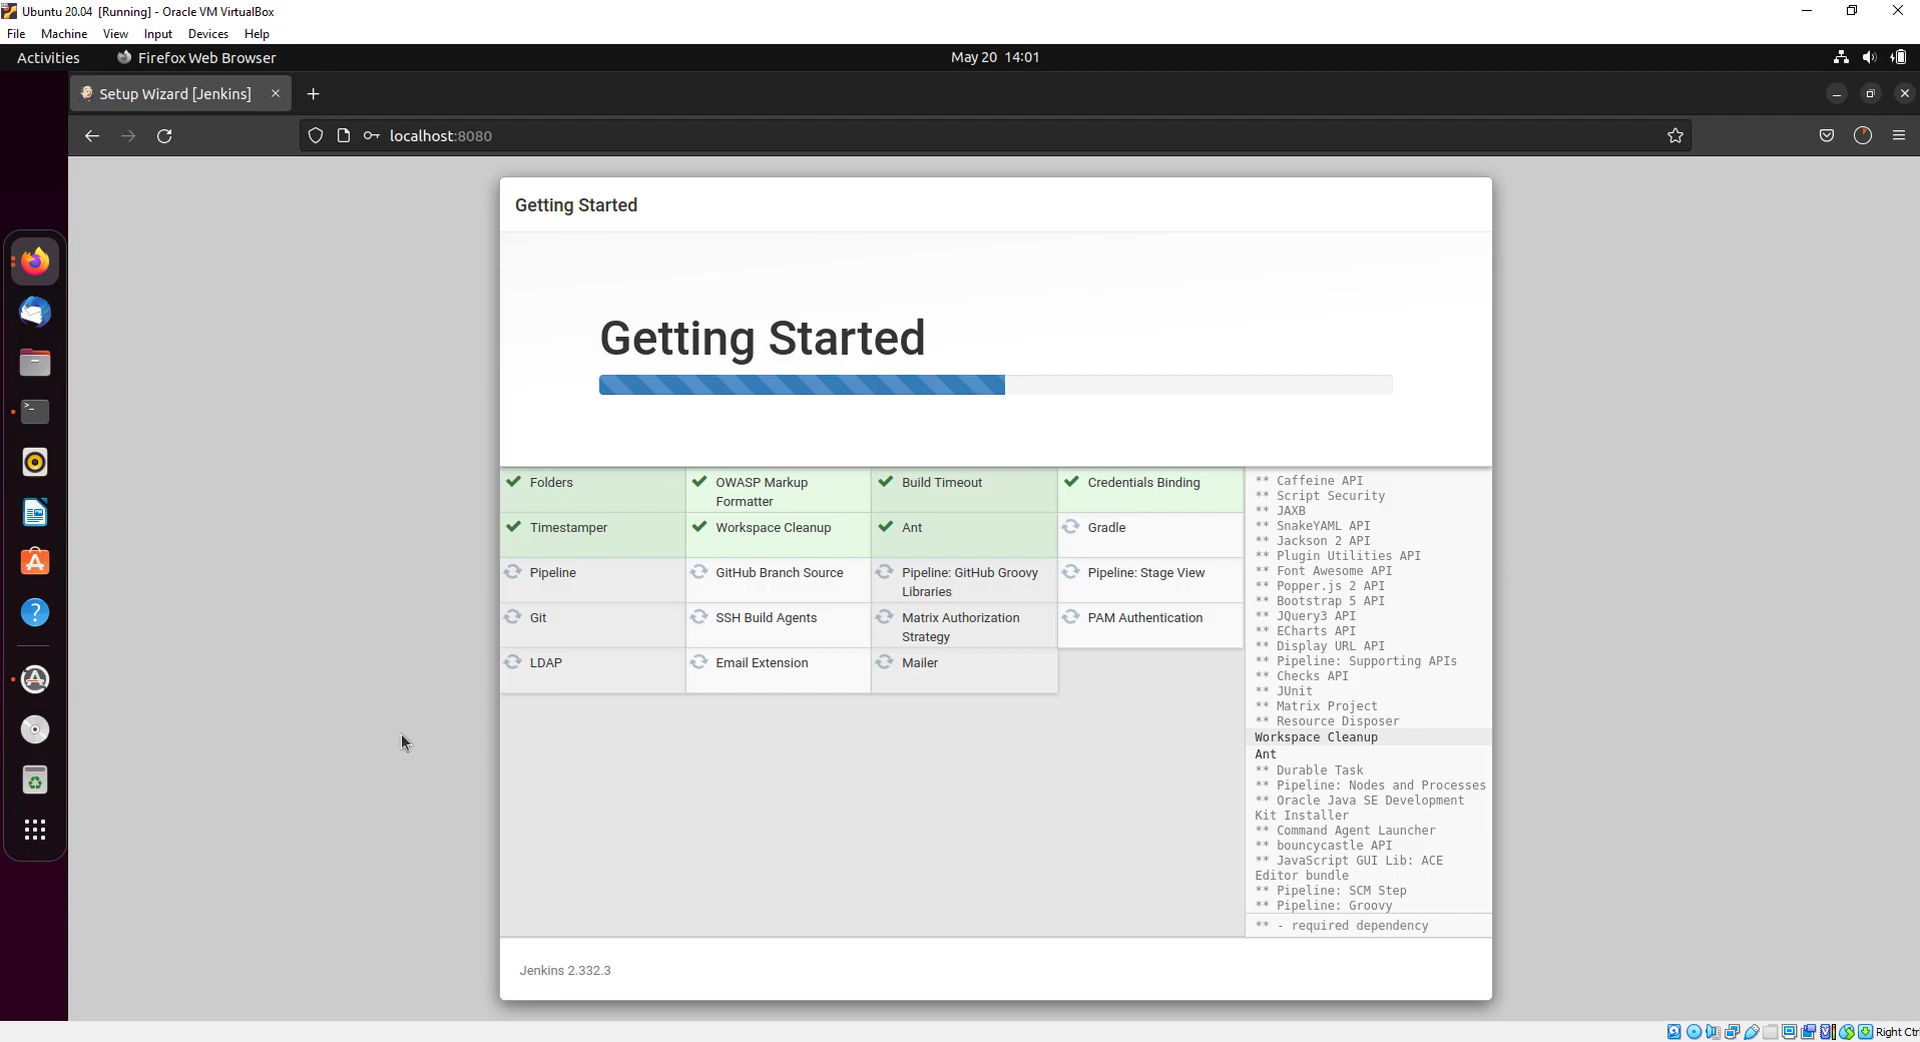 Ubuntu 20.04 [Running] - Oracle VM VirtualBox
File Machine View Input Devices Help
Activities Firefox Web Browser May 20 14:01
Setup Wizard [Jenkins]
localhost:8080
Getting Started
Getting Started
Folders
OWASP Markup
Formatter
Build Timeout
Credentials Binding
Timestamper
Workspace Cleanup
Ant
Gradle
Pipeline
GitHub Branch Source
Pipeline: GitHub Groovy
Libraries
Pipeline: Stage View
Git
SSH Build Agents
Matrix Authorization
Strategy
PAM Authentication
LDAP
Email Extension
Mailer
** Caffeine API
** Script Security
** JAXB
** SnakeYAML API
** Jackson 2 API
** Plugin Utilities API
** Font Awesome API
** Popper.js 2 API
** Bootstrap 5 API
** JQuery3 API
** ECharts API
** Display URL API
** Pipeline: Supporting APIs
** Checks API
** JUnit
** Matrix Project
** Resource Disposer
Workspace Cleanup
Ant
** Durable Task
** Pipeline: Nodes and Processes
** Oracle Java SE Development
Kit Installer
** Command Agent Launcher
** bouncycastle API
** JavaScript GUI Lib: ACE
Editor bundle
** Pipeline: SCM Step
** Pipeline: Groovy
** - required dependency
Jenkins 2.332.3
Right Ctr